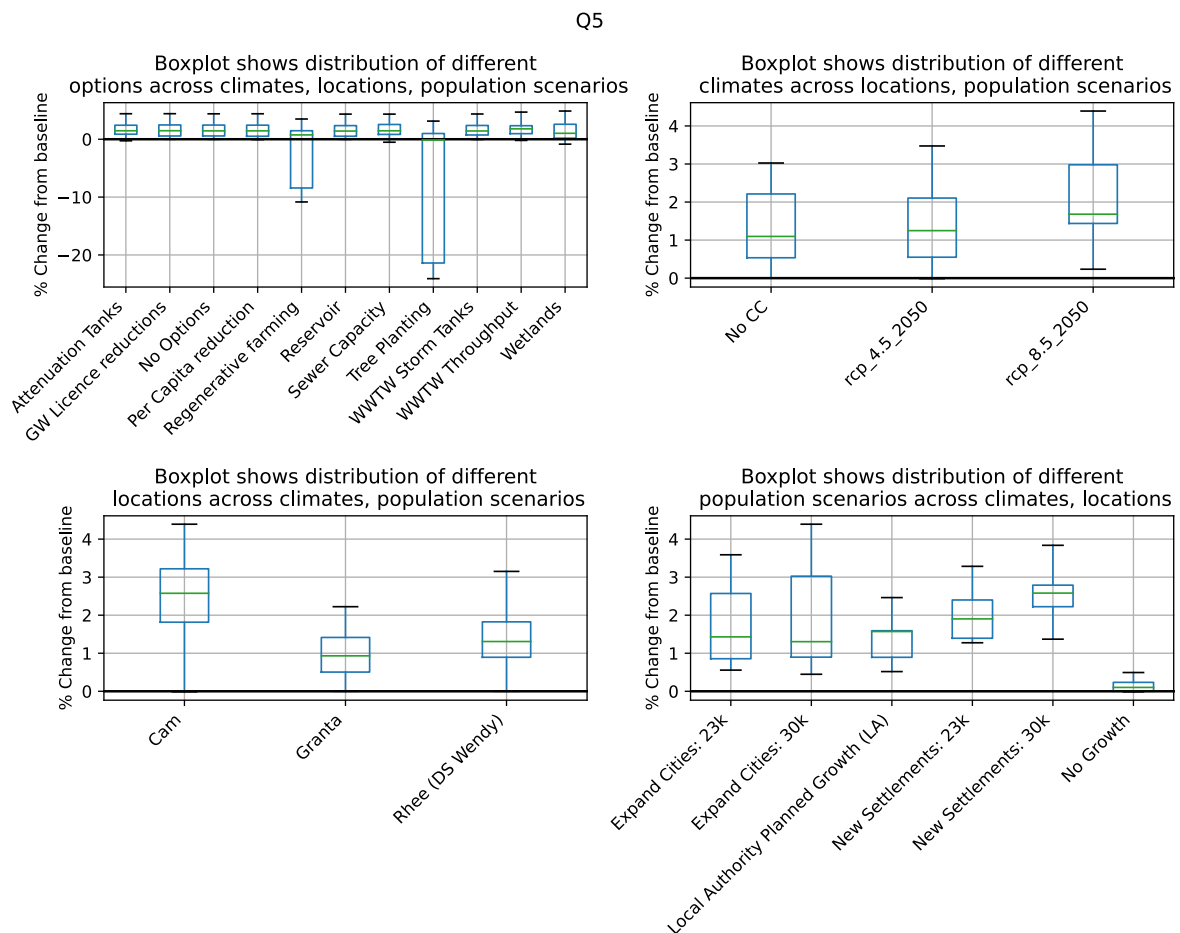 Q5
Boxplot shows distribution of different
options across climates, locations, population scenarios
% Change from baseline
0
−10
−20
Attenuation Tanks
GW Licence reductions
No Options
Per Capita reduction
Regenerative farming
Reservoir
Sewer Capacity
Tree Planting
WWTW Storm Tanks
WWTW Throughput
Wetlands
Boxplot shows distribution of different
climates across locations, population scenarios
% Change from baseline
4
3
2
1
0
No CC
rcp_4.5_2050
rcp_8.5_2050
Boxplot shows distribution of different
locations across climates, population scenarios
% Change from baseline
4
3
2
1
0
Cam
Granta
Rhee (DS Wendy)
Boxplot shows distribution of different
population scenarios across climates, locations
% Change from baseline
4
3
2
1
0
Expand Cities: 23k
Expand Cities: 30k
Local Authority Planned Growth (LA)
New Settlements: 23k
New Settlements: 30k
No Growth